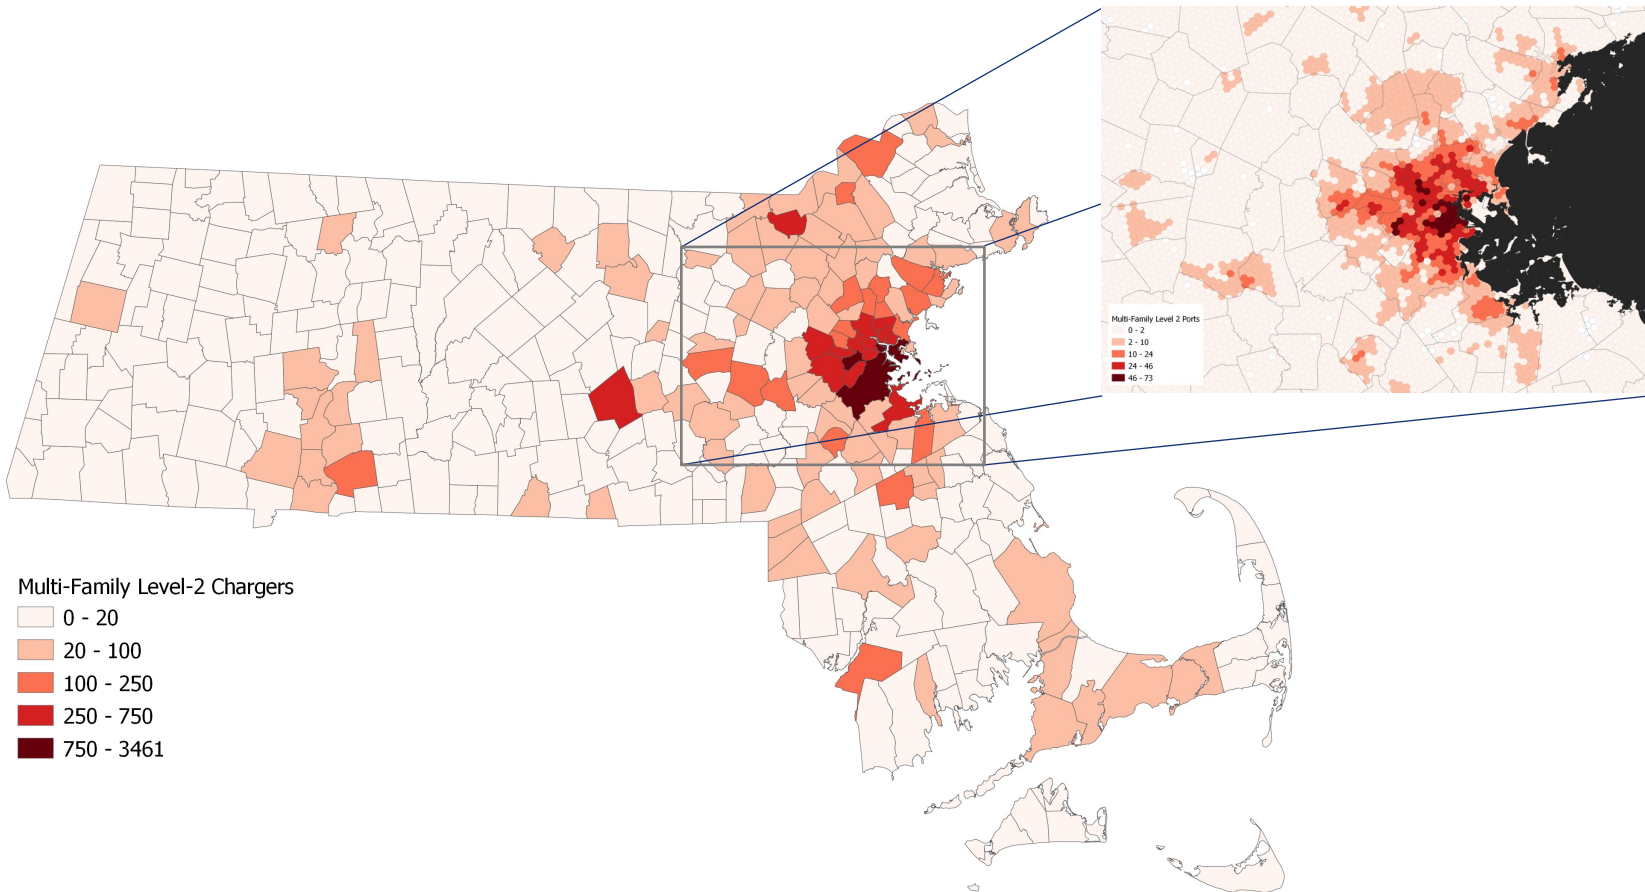 Multi-Family Level 2 Ports
0 - 2
2 - 10
10 - 24
24 - 46
46 - 73
Multi-Family Level-2 Chargers
0 - 20
20 - 100
100 - 250
250 - 750
750 - 3461